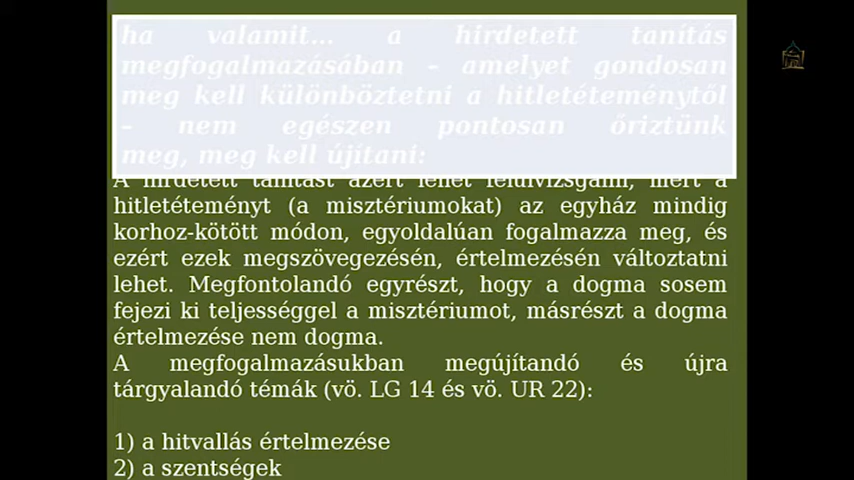 ha valamit... a hirdetett tanítás
megfogalmazásában – amelyet gondosan
meg kell különböztetni a hitletéteménytől
– nem egészen pontosan őriztünk
meg, meg kell újítani:
A hirdetett tanítást azért lehet felülvizsgálni, mert a
hitletéteményt (a misztériumokat) az egyház mindig
korhoz-kötött módon, egyoldalúan fogalmazza meg, és
ezért ezek megszövegezésén, értelmezésén változtatni
lehet. Megfontolandó egyrészt, hogy a dogma sosem
fejezi ki teljességgel a misztériumot, másrészt a dogma
értelmezése nem dogma.
A megfogalmazásukban megújítandó és újra
tárgyalandó témák (vö. LG 14 és vö. UR 22):
1) a hitvallás értelmezése
2) a szentségek